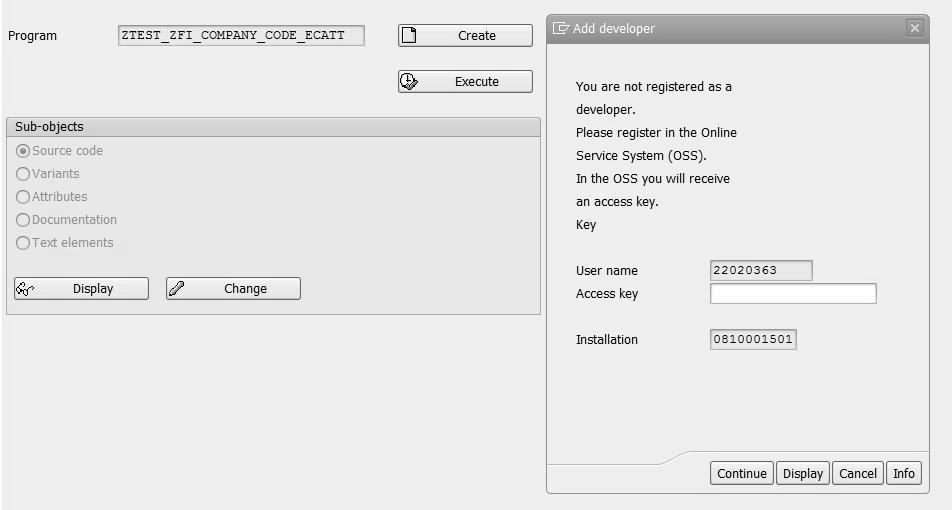 Program ZTEST_ZFI_COMPANY_CODE_ECATT Create
Execute
Sub-objects
Source code
Variants
Attributes
Documentation
Text elements
Display Change
Add developer
You are not registered as a
developer.
Please register in the Online
Service System (OSS).
In the OSS you will receive
an access key.
Key
User name 22020363
Access key
Installation 0810001501
Continue Display Cancel Info